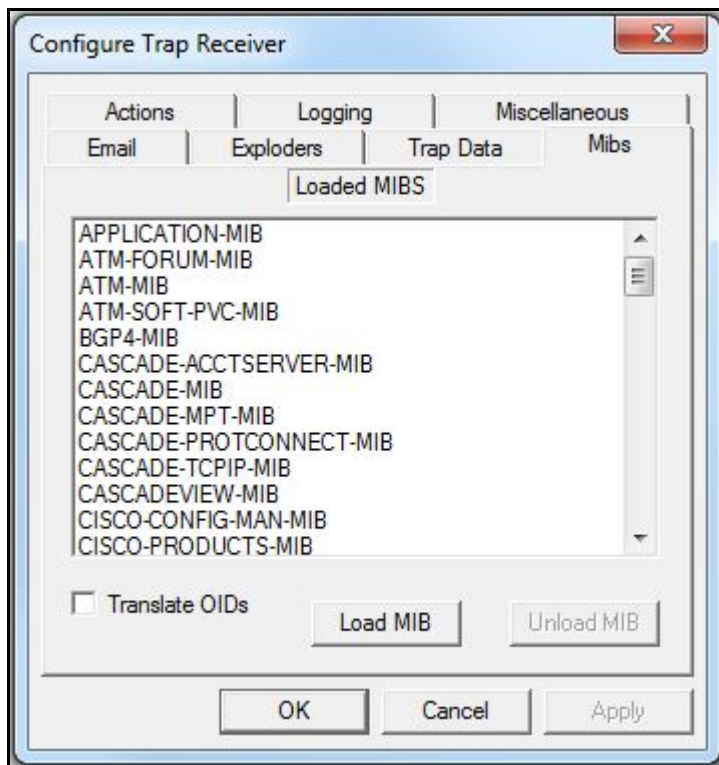 Configure Trap Receiver
Actions Logging Miscellaneous
Email Exploders Trap Data Mibs
Loaded MIBS
APPLICATION-MIB
ATM-FORUM-MIB
ATM-MIB
ATM-SOFT-PVC-MIB
BGP4-MIB
CASCADE-ACCTSERVER-MIB
CASCADE-MIB
CASCADE-MPT-MIB
CASCADE-PROTCONNECT-MIB
CASCADE-TCPIP-MIB
CASCADEVIEW-MIB
CISCO-CONFIG-MAN-MIB
CISCO-PRODUCTS-MIB
Translate OIDs Load MIB Unload MIB
OK Cancel Apply